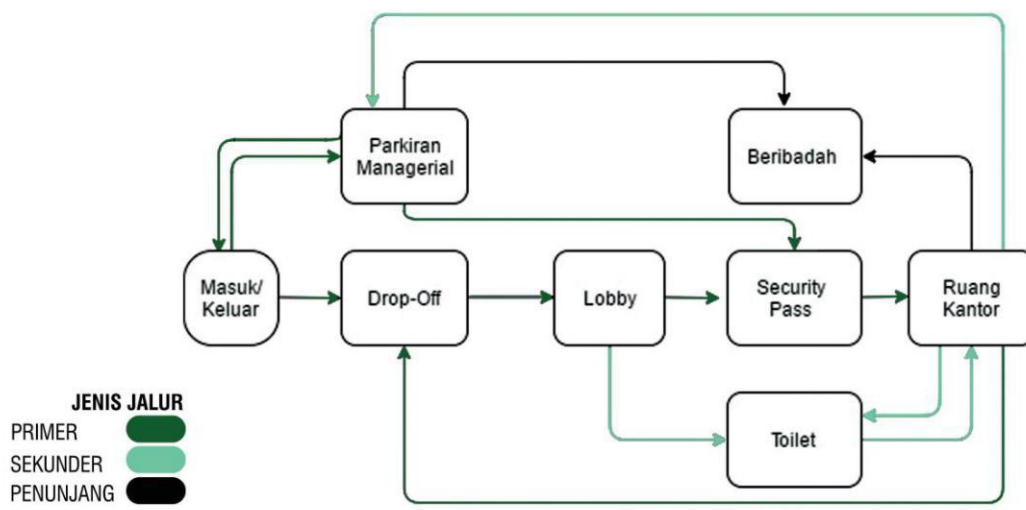 Parkiran
Managerial
Beribadah
Masuk/
Keluar
Drop-Off
Lobby
Security
Pass
Ruang
Kantor
Toilet
JENIS JALUR
PRIMER
SEKUNDER
PENUNJANG